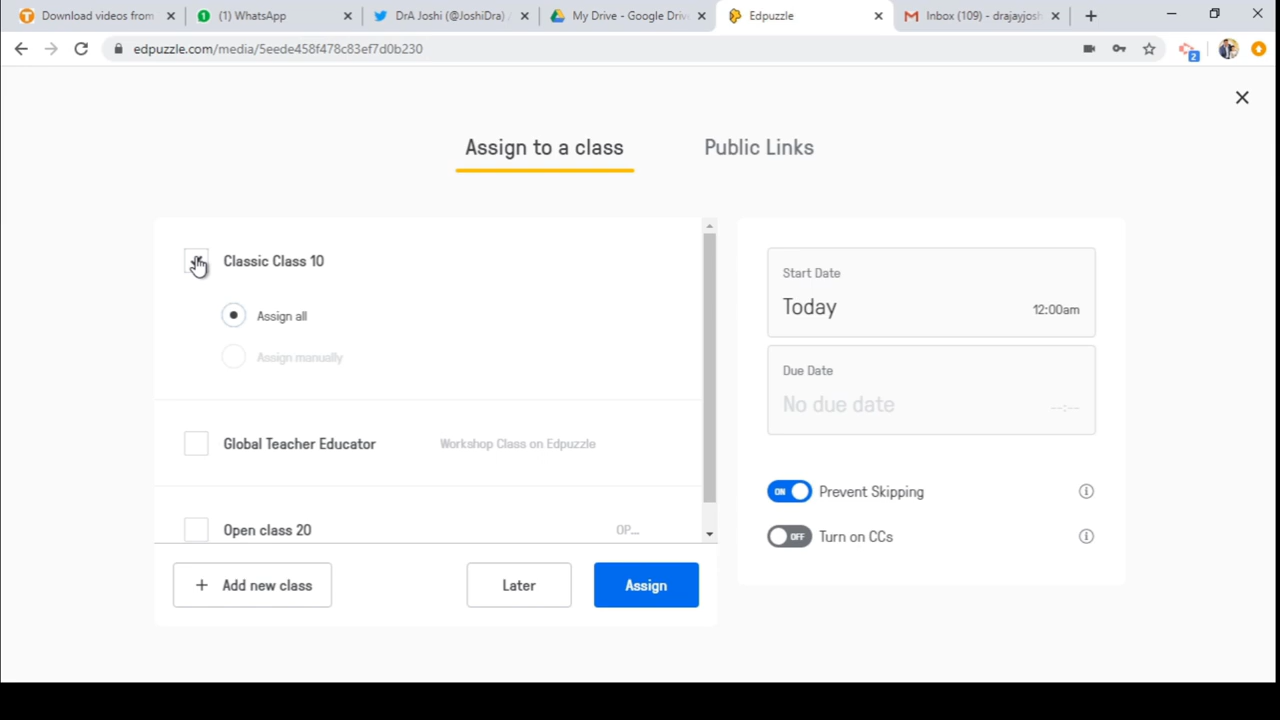 Download videos from
(1) WhatsApp
DrA Joshi (@JoshiDra) /
My Drive - Google Drive
Edpuzzle
Inbox (109) - drajayjosh
edpuzzle.com/media/5eede458f478c83ef7d0b230
2
Assign to a class
Public Links
Classic Class 10
Assign all
Assign manually
Global Teacher Educator
Workshop Class on Edpuzzle
Open class 20
OP...
+ Add new class
Later
Assign
Start Date
Today
12:00am
Due Date
No due date
--:--
ON
Prevent Skipping
OFF
Turn on CCs